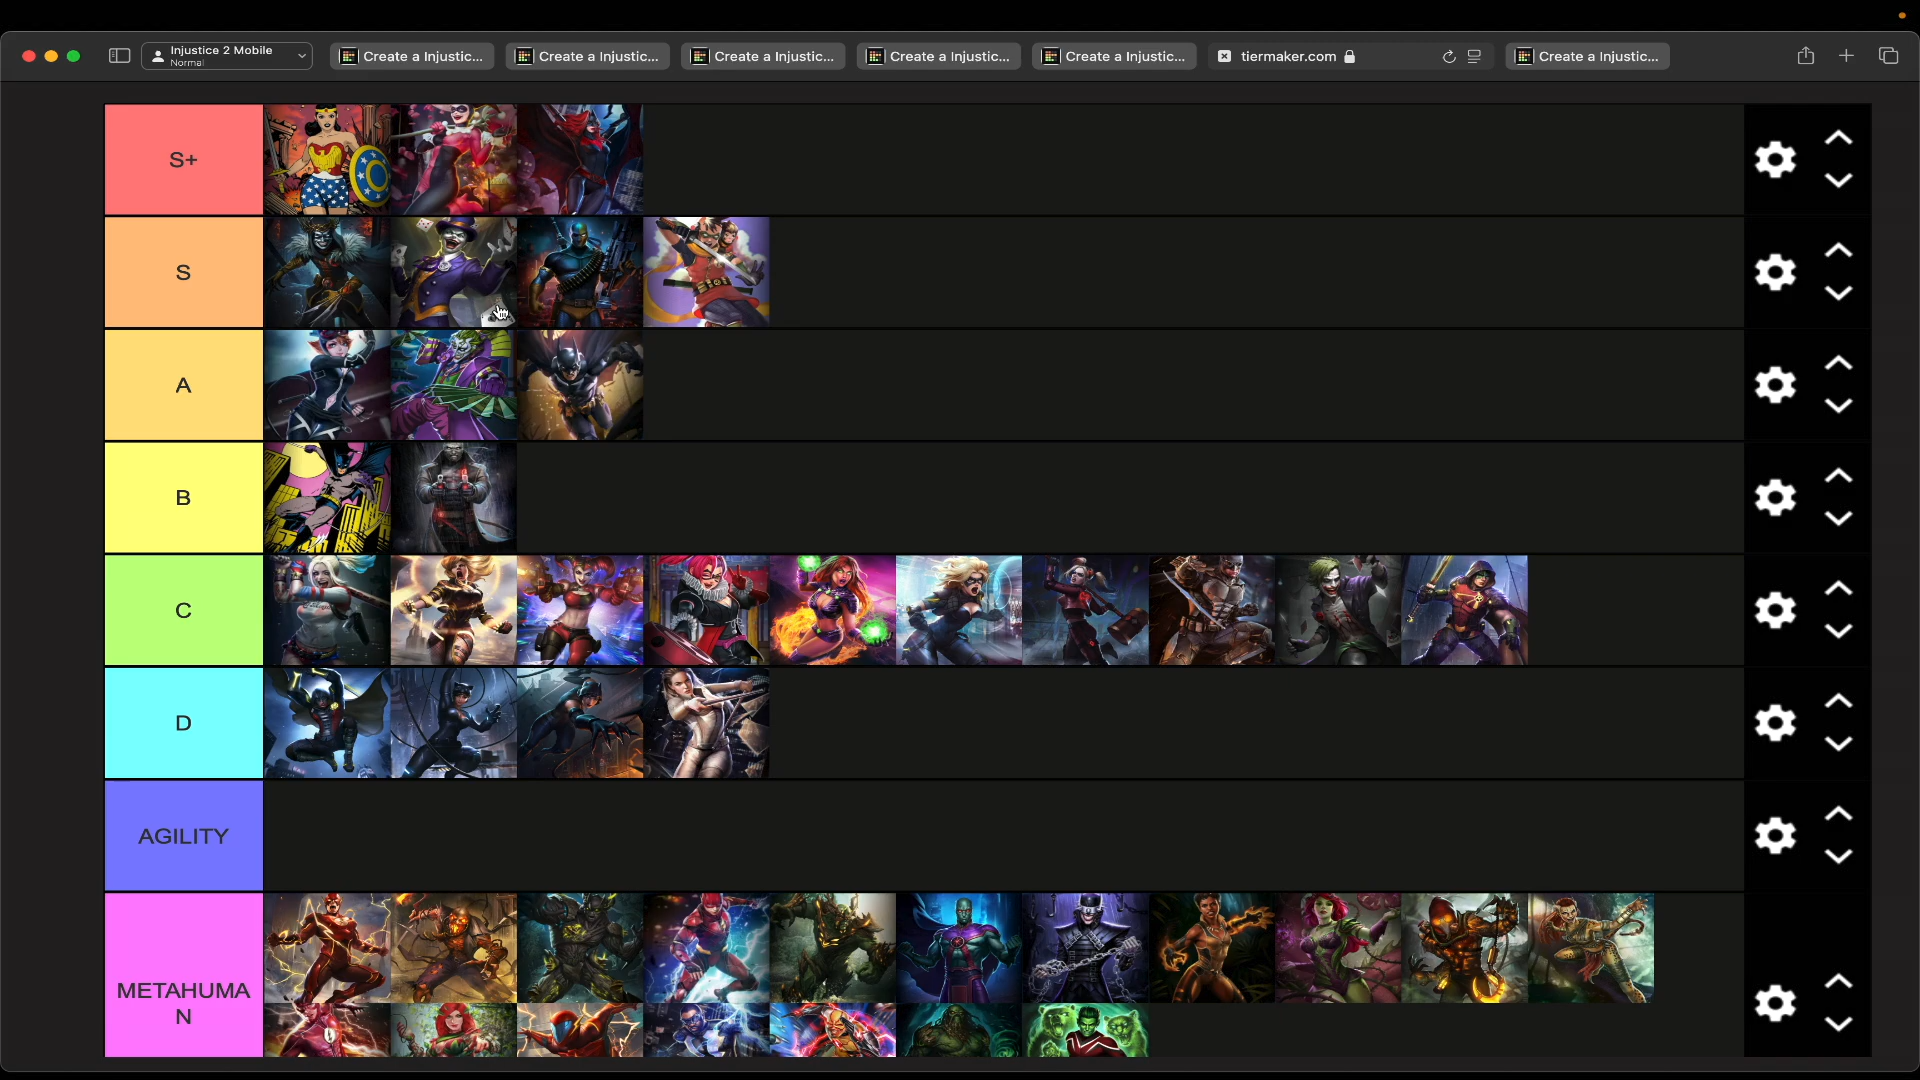 Injustice 2 Mobile
Normal
Create a Injustic...
Create a Injustic...
Create a Injustic...
Create a Injustic...
Create a Injustic...
tiermaker.com
Create a Injustic...
S+
S
A
B
C
D
AGILITY
METAHUMA
N